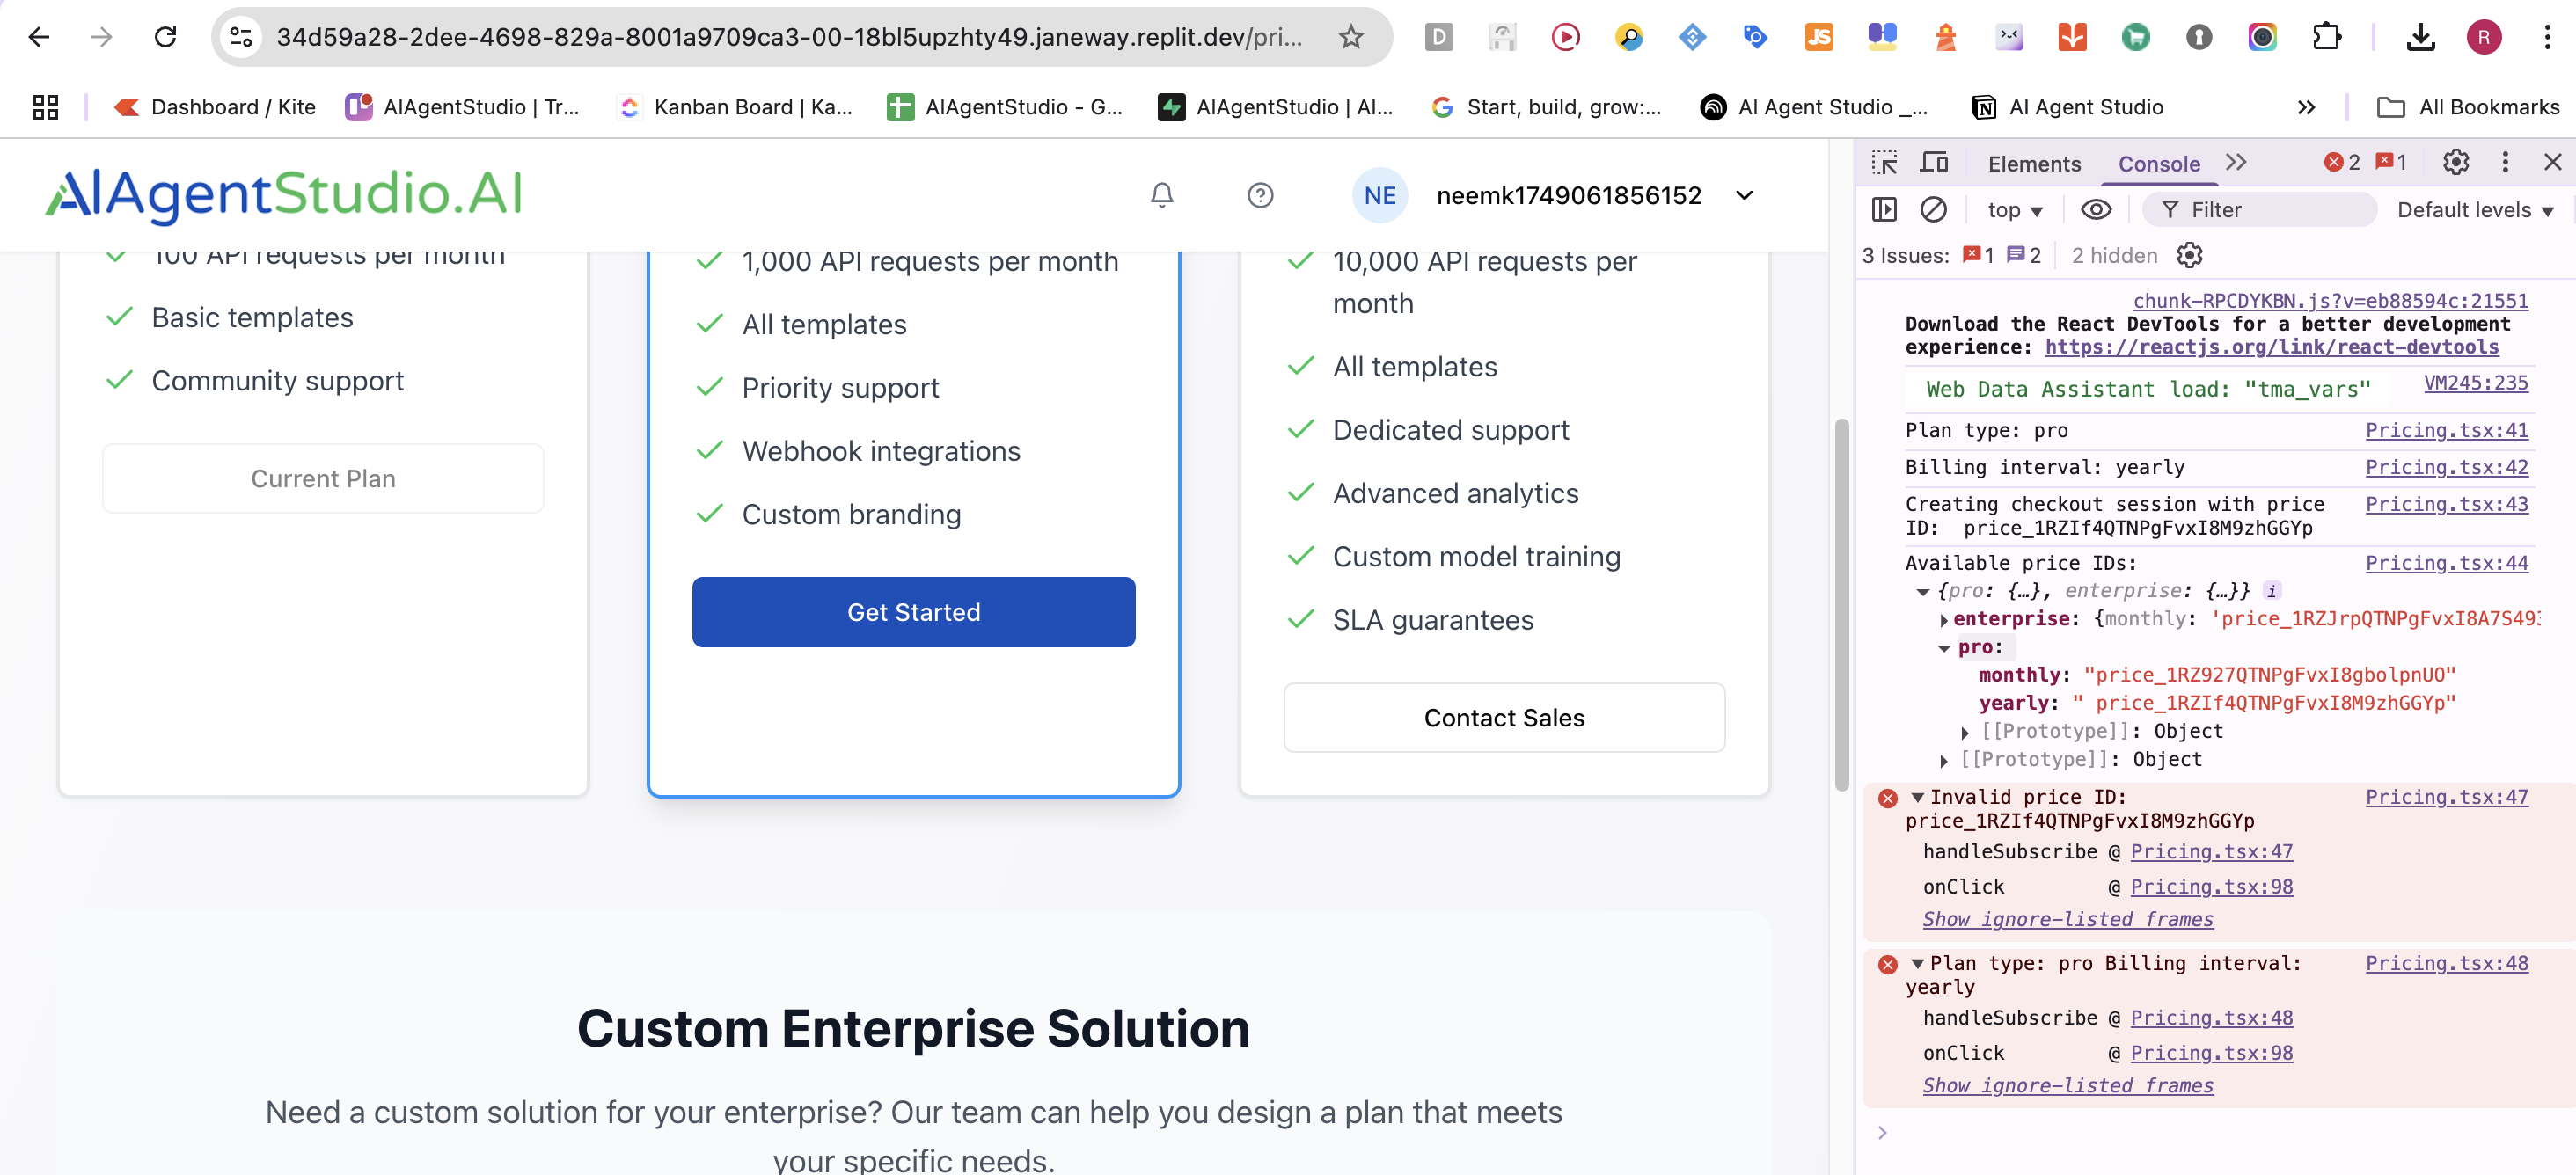 34d59a28-2dee-4698-829a-8001a9709ca3-00-18bl5upzhty49.janeway.replit.dev/pri...
D
JS
R
Dashboard / Kite
AIAgentStudio | Tr...
Kanban Board | Ka...
AIAgentStudio - G...
AIAgentStudio | AI...
Start, build, grow:...
AI Agent Studio _...
AI Agent Studio
All Bookmarks
AIAgentStudio.AI
NE
neemk1749061856152
100 API requests per month
Basic templates
Community support
Current Plan
1,000 API requests per month
All templates
Priority support
Webhook integrations
Custom branding
Get Started
10,000 API requests per
month
All templates
Dedicated support
Advanced analytics
Custom model training
SLA guarantees
Contact Sales
Custom Enterprise Solution
Need a custom solution for your enterprise? Our team can help you design a plan that meets
your specific needs.
Elements
Console
2
1
top
Filter
Default levels
3 Issues: 1 2
2 hidden
chunk-RPCDYKBN.js?v=eb88594c:21551
Download the React DevTools for a better development
experience: https://reactjs.org/link/react-devtools
Web Data Assistant load: "tma_vars" VM245:235
Plan type: pro Pricing.tsx:41
Billing interval: yearly Pricing.tsx:42
Creating checkout session with price Pricing.tsx:43
ID:  price_1RZIf4QTNPgFvxI8M9zhGGYp
Available price IDs: Pricing.tsx:44
{pro: {…}, enterprise: {…}} i
enterprise: {monthly: 'price_1RZJrpQTNPgFvxI8A7S493
pro:
monthly: "price_1RZ927QTNPgFvxI8gbolpnUO"
yearly: " price_1RZIf4QTNPgFvxI8M9zhGGYp"
[[Prototype]]: Object
[[Prototype]]: Object
Invalid price ID: Pricing.tsx:47
price_1RZIf4QTNPgFvxI8M9zhGGYp
handleSubscribe @ Pricing.tsx:47
onClick @ Pricing.tsx:98
Show ignore-listed frames
Plan type: pro Billing interval: Pricing.tsx:48
yearly
handleSubscribe @ Pricing.tsx:48
onClick @ Pricing.tsx:98
Show ignore-listed frames